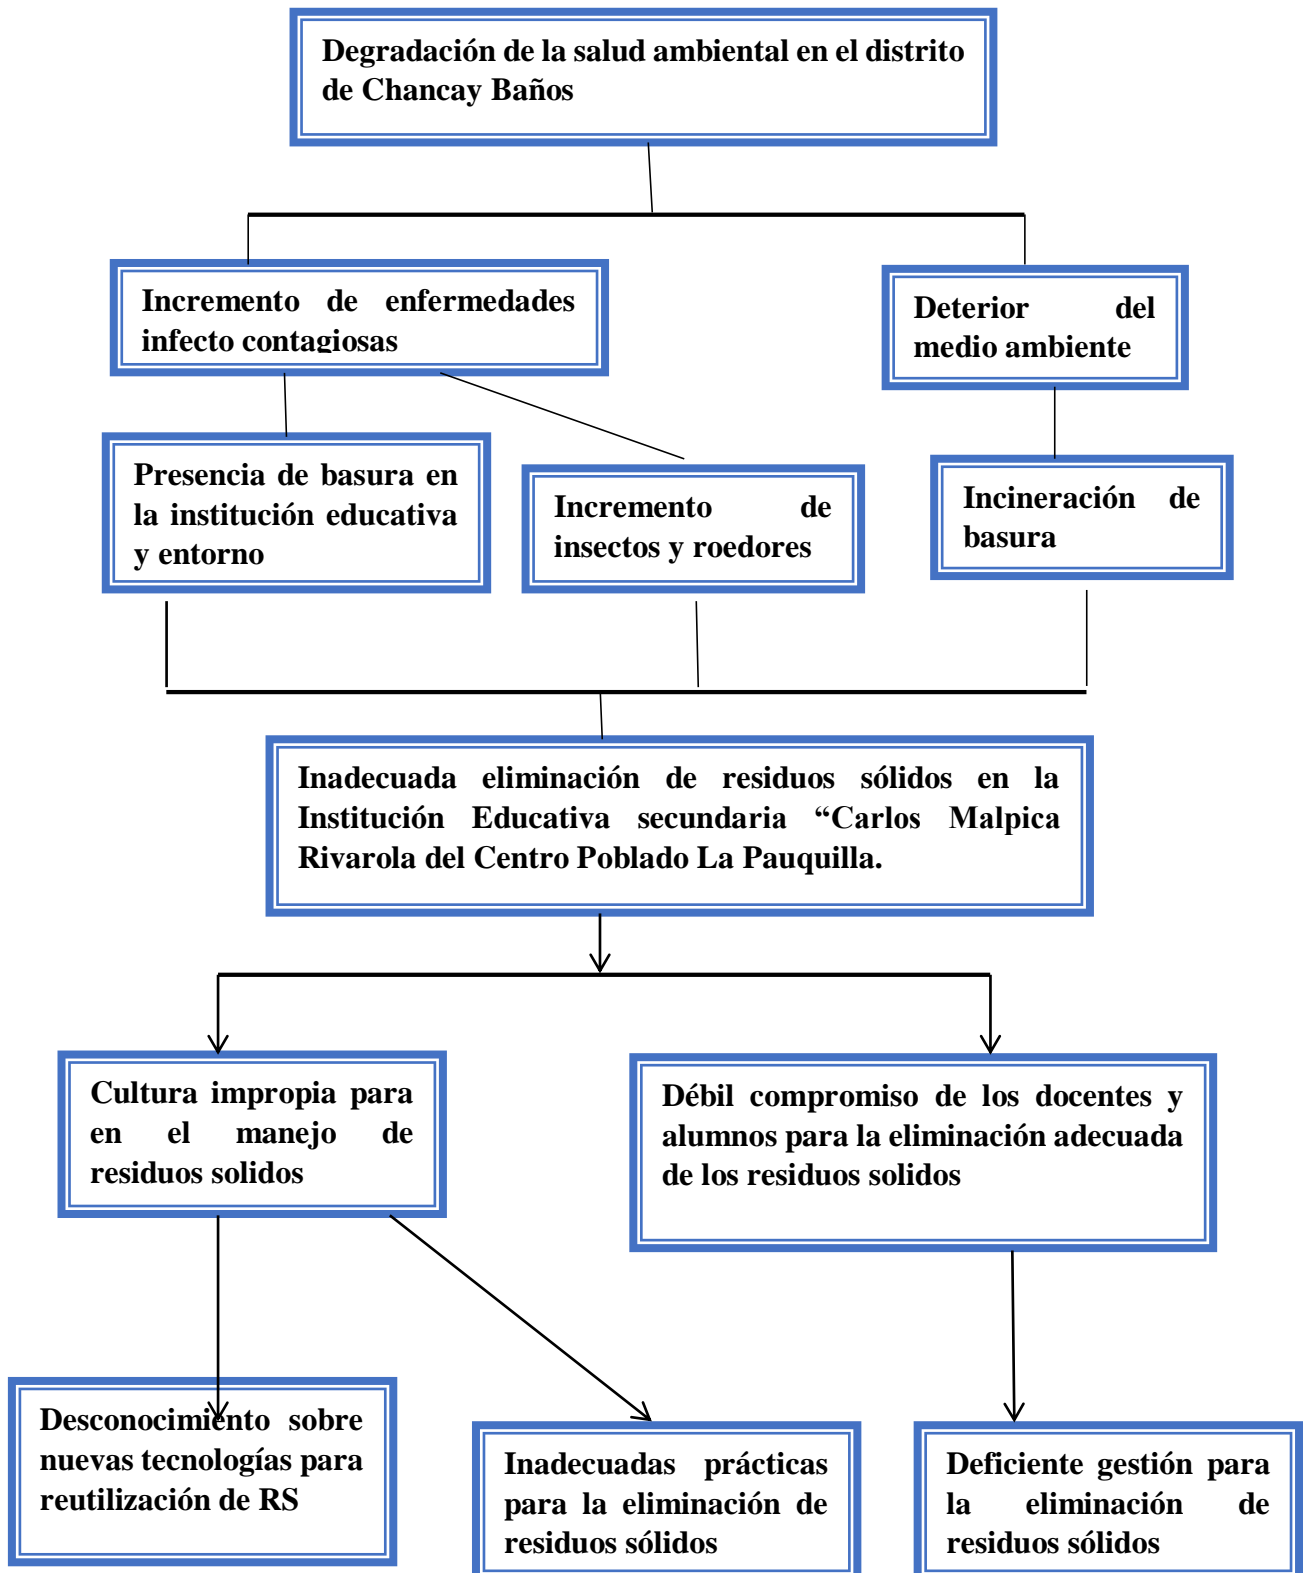 Degradación de la salud ambiental en el distrito
de Chancay Baños
Incremento de enfermedades
infecto contagiosas
Deterior del
medio ambiente
Presencia de basura en
la institución educativa
y entorno
Incremento de
insectos y roedores
Incineración de
basura
Inadecuada eliminación de residuos sólidos en la
Institución Educativa secundaria “Carlos Malpica
Rivarola del Centro Poblado La Pauquilla.
Cultura impropia para
en el manejo de
residuos solidos
Débil compromiso de los docentes y
alumnos para la eliminación adecuada
de los residuos solidos
Desconocimiento sobre
nuevas tecnologías para
reutilización de RS
Inadecuadas prácticas
para la eliminación de
residuos sólidos
Deficiente gestión para
la eliminación de
residuos sólidos